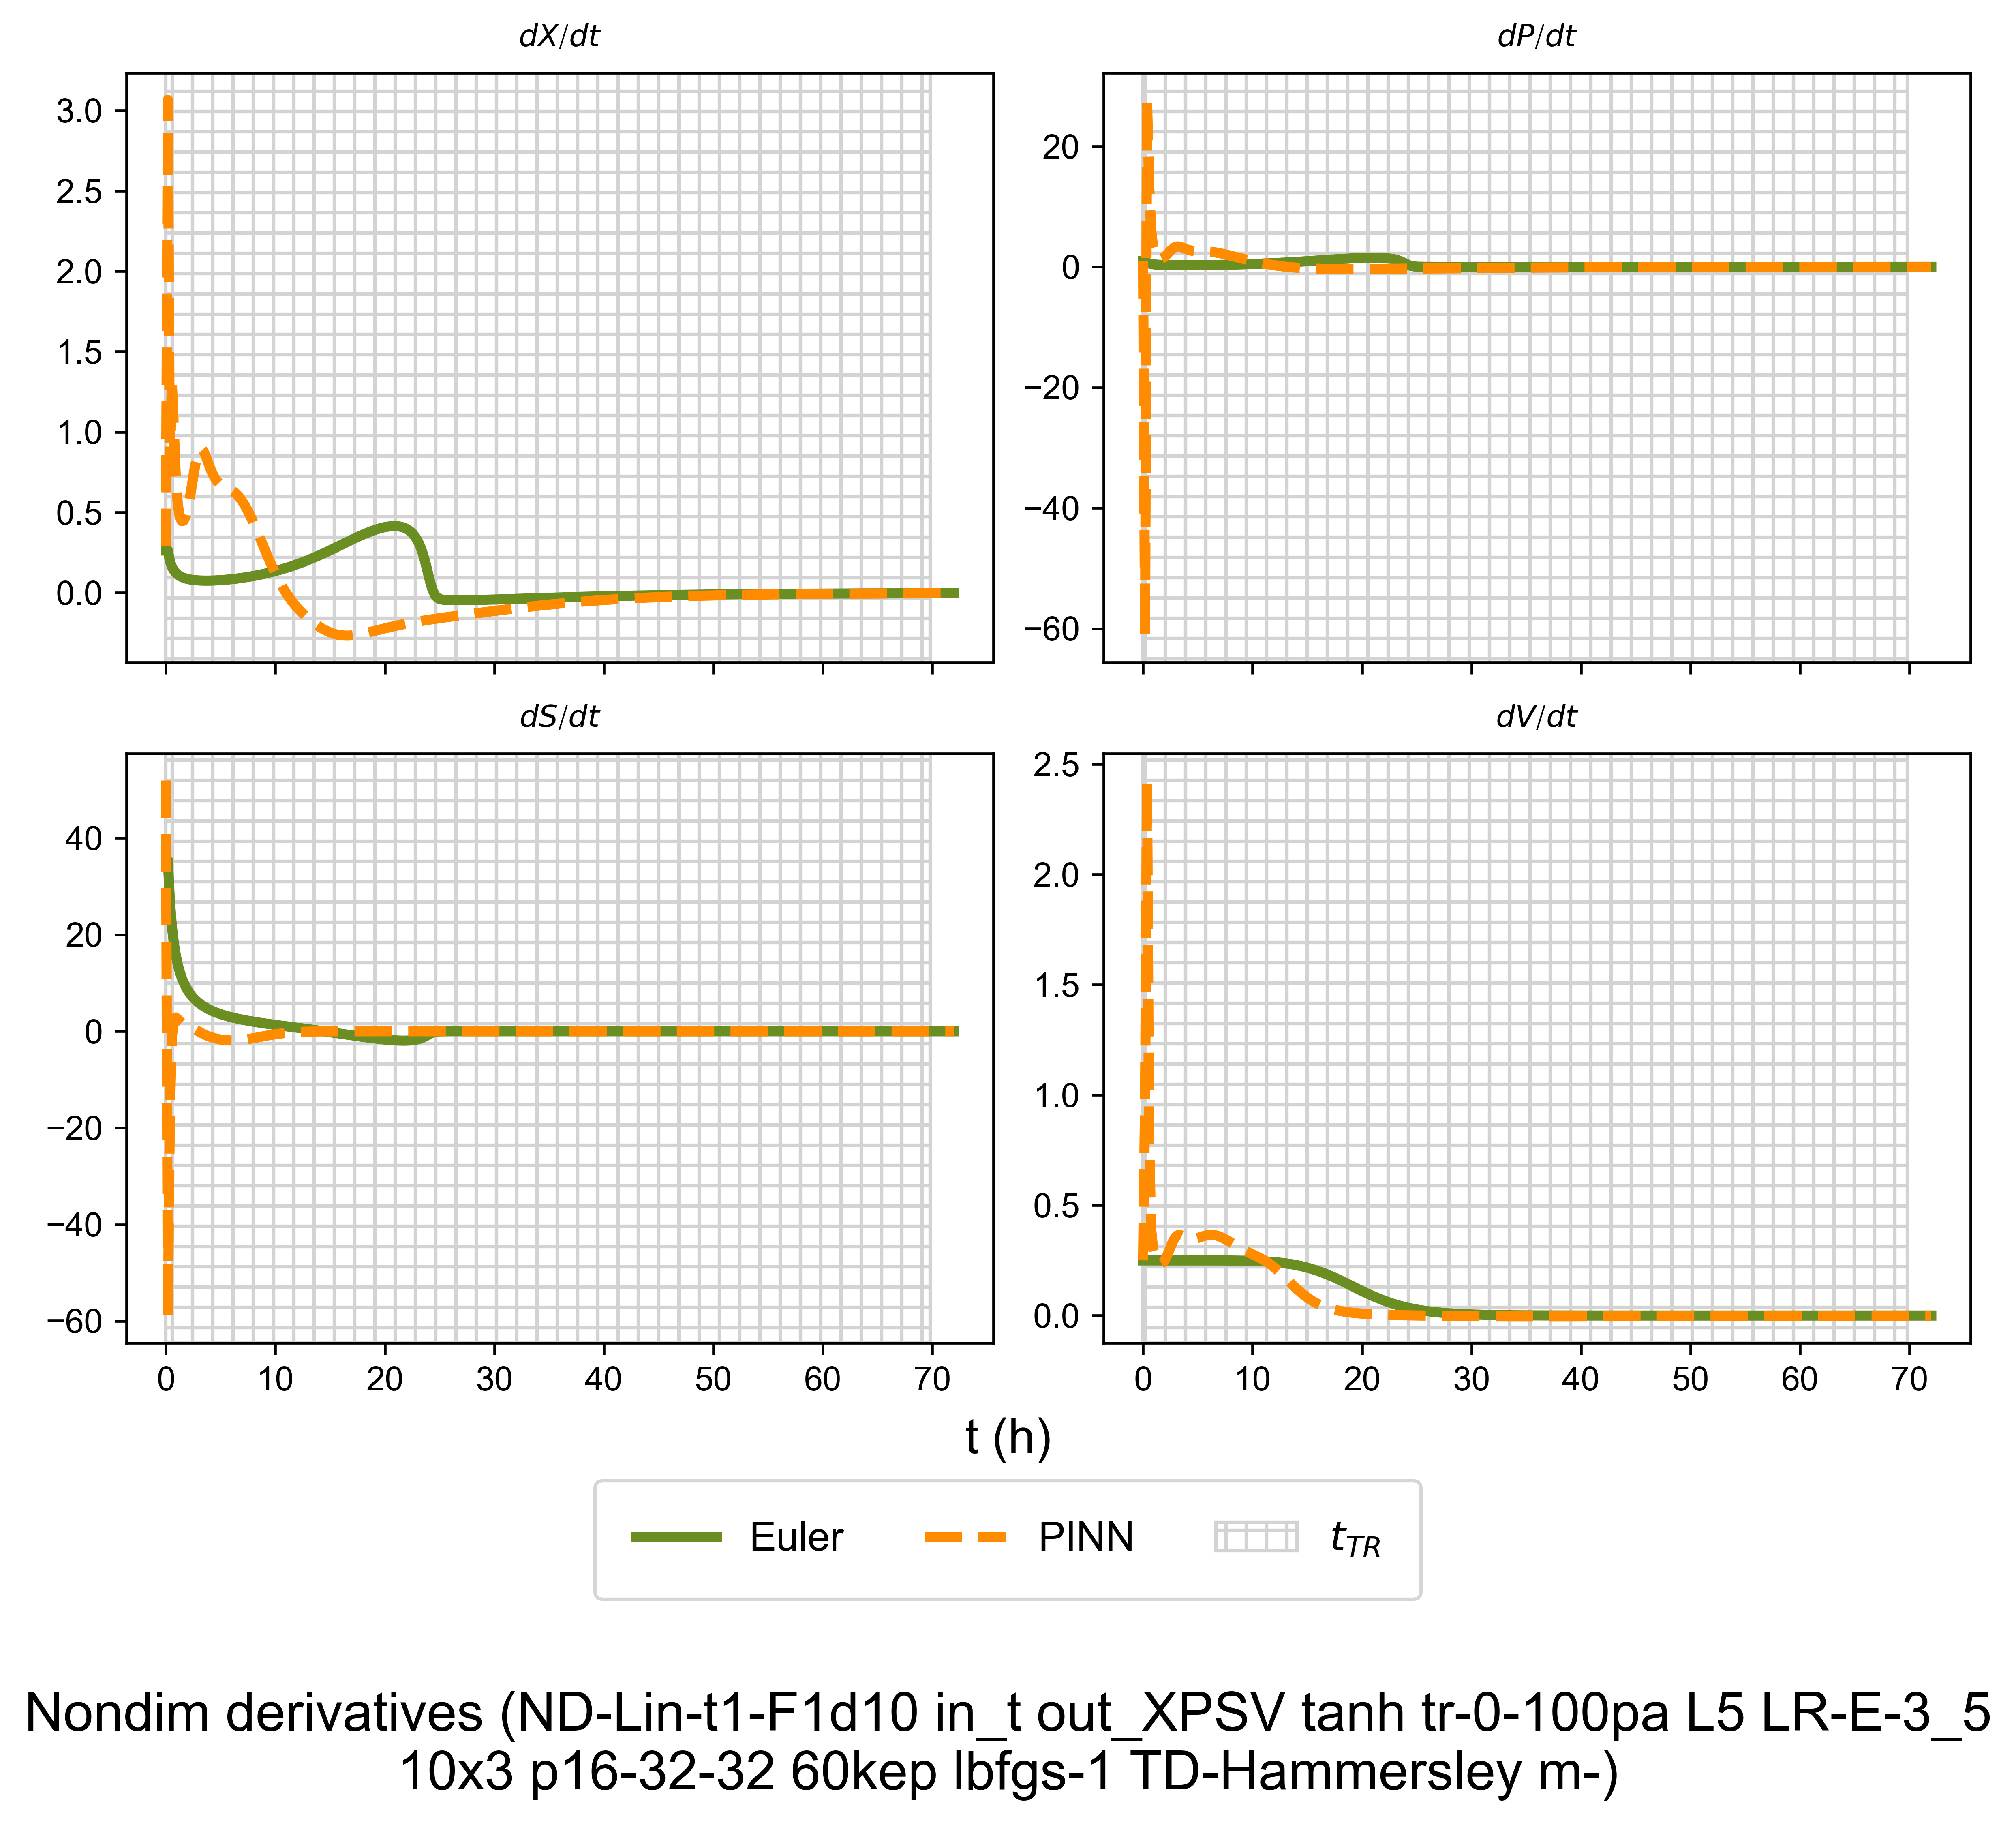 dX/dt
dP/dt
3.0
2.5
2.0
1.5
1.0
0.5
0.0
20
0
−20
−40
−60
dS/dt
dV/dt
40
20
0
−20
−40
−60
2.5
2.0
1.5
1.0
0.5
0.0
0 10 20 30 40 50 60 70
0 10 20 30 40 50 60 70
t (h)
Euler PINN t_TR
Nondim derivatives (ND-Lin-t1-F1d10 in_t out_XPSV tanh tr-0-100pa L5 LR-E-3_5
10x3 p16-32-32 60kep lbfgs-1 TD-Hammersley m-)